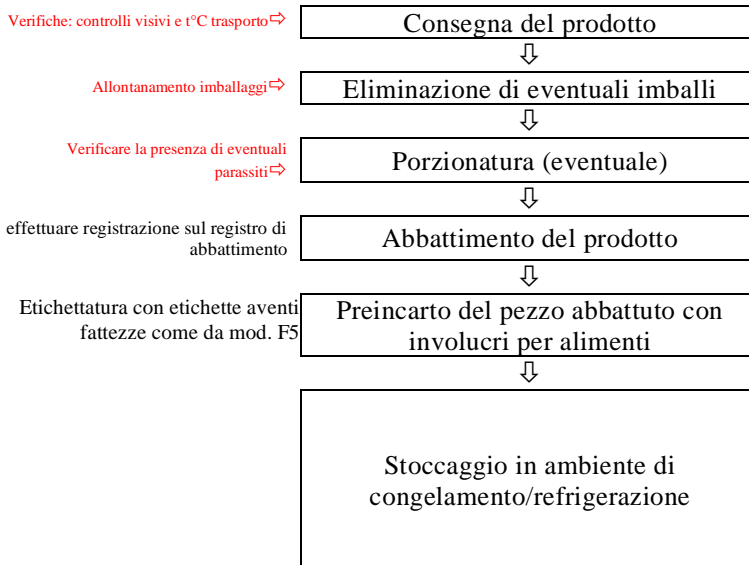 Verifiche: controlli visivi e t°C trasporto⇨
Consegna del prodotto
Allontanamento imballaggi⇨
Eliminazione di eventuali imballi
Verificare la presenza di eventuali
parassiti⇨
Porzionatura (eventuale)
effettuare registrazione sul registro di
abbattimento
Abbattimento del prodotto
Etichettatura con etichette aventi
fattezze come da mod. F5
Preincarto del pezzo abbattuto con
involucri per alimenti
Stoccaggio in ambiente di
congelamento/refrigerazione